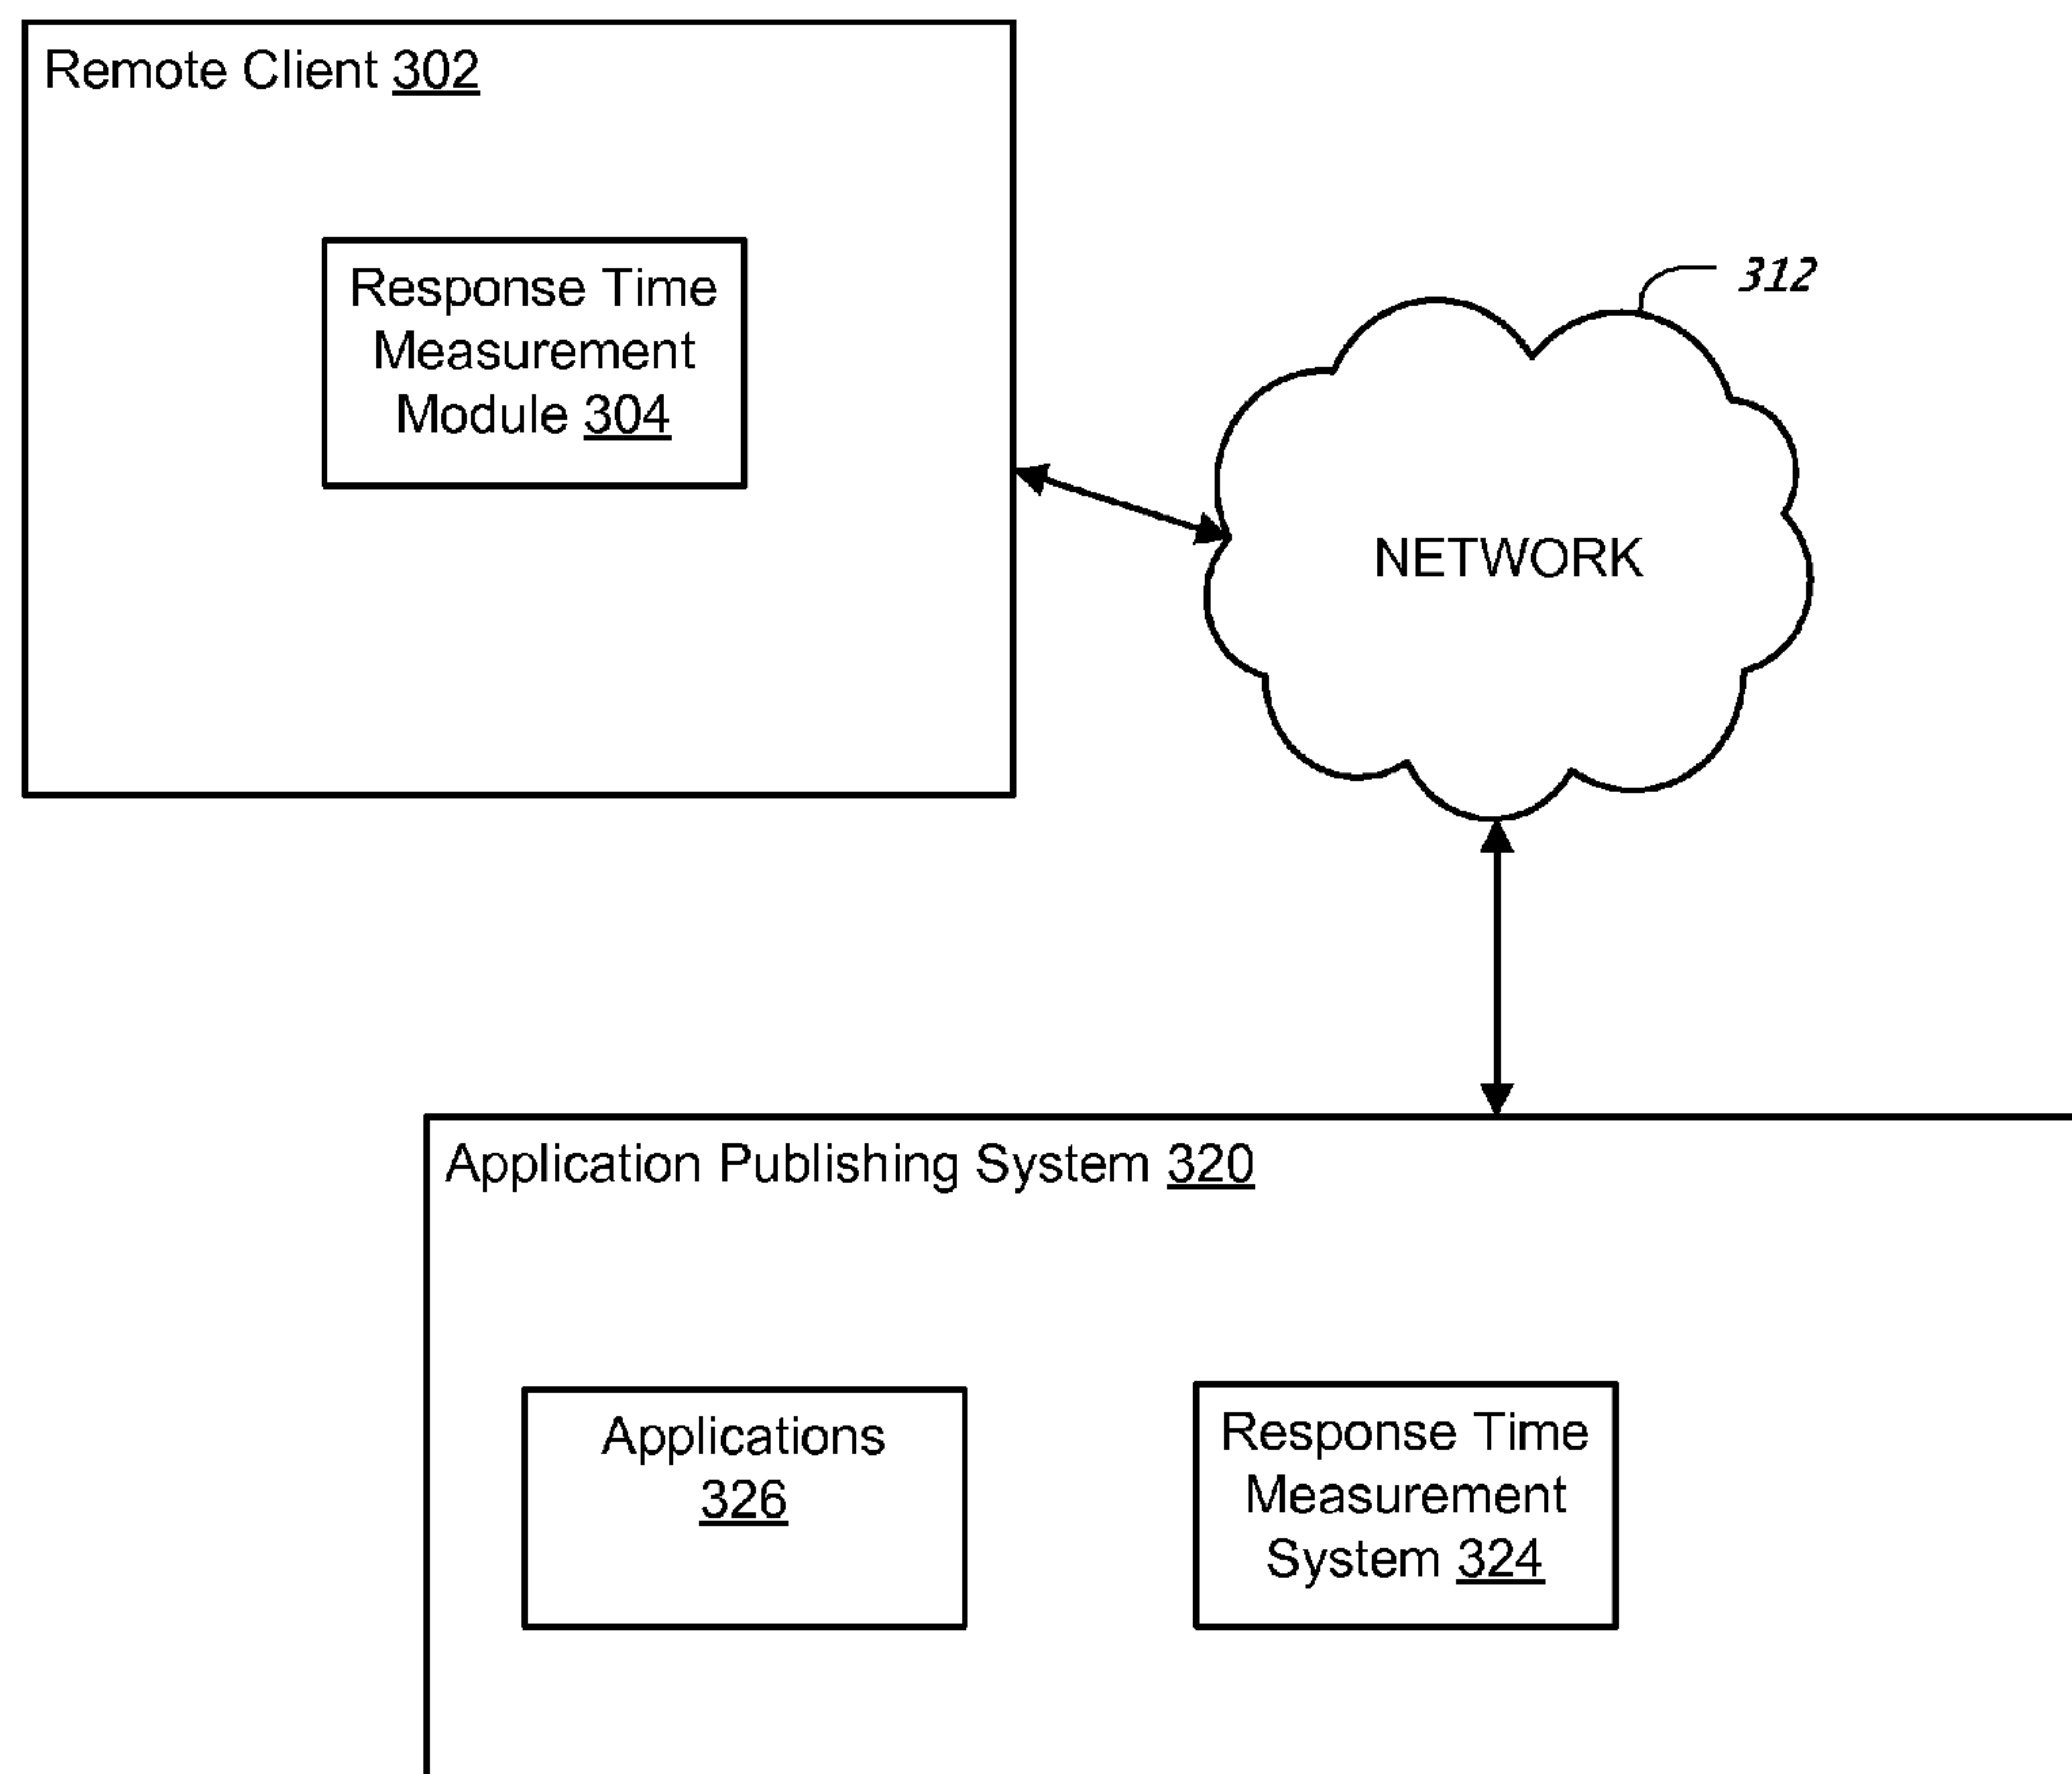 Remote Client 302
Response Time
Measurement
Module 304
312
NETWORK
Application Publishing System 320
Applications
326
Response Time
Measurement
System 324